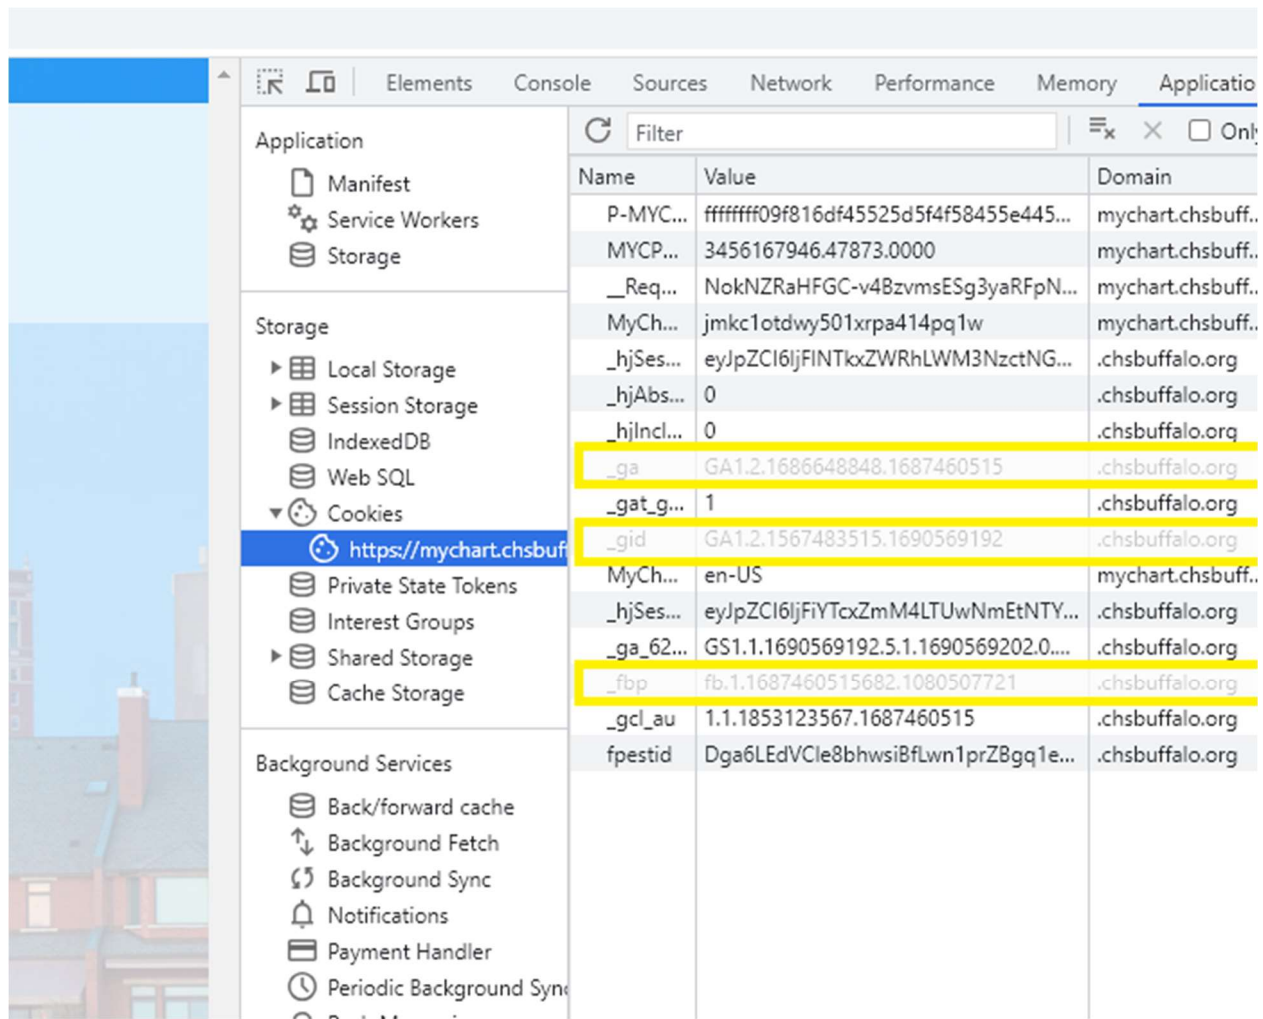 Elements Console Sources Network Performance Memory Applicatio
Application
Manifest
Service Workers
Storage
Storage
Local Storage
Session Storage
IndexedDB
Web SQL
Cookies
https://mychart.chsbuff
Private State Tokens
Interest Groups
Shared Storage
Cache Storage
Background Services
Back/forward cache
Background Fetch
Background Sync
Notifications
Payment Handler
Periodic Background Sync
Filter Only
Name Value Domain
P-MYC... ffffffff09f816df45525d5f4f58455e445... mychart.chsbuff..
MYCP... 3456167946.47873.0000 mychart.chsbuff..
__Req... NokNZRaHFGC-v4BzvmsESg3yaRFpN... mychart.chsbuff..
MyCh... jmkc1otdwy501xrpa414pq1w mychart.chsbuff..
_hjSes... eyJpZCI6IjFlNTkxZWRhLWM3NzctNG... .chsbuffalo.org
_hjAbs... 0 .chsbuffalo.org
_hjIncl... 0 .chsbuffalo.org
_ga GA1.2.1686648848.1687460515 .chsbuffalo.org
_gat_g... 1 .chsbuffalo.org
_gid GA1.2.1567483515.1690569192 .chsbuffalo.org
MyCh... en-US mychart.chsbuff..
_hjSes... eyJpZCI6IjFiYTcxZmM4LTUwNmEtNTY... .chsbuffalo.org
_ga_62... GS1.1.1690569192.5.1.1690569202.0.... .chsbuffalo.org
_fbp fb.1.1687460515682.1080507721 .chsbuffalo.org
_gcl_au 1.1.1853123567.1687460515 .chsbuffalo.org
fpestid Dga6LEdVCle8bhwsiBfLwn1prZBgq1e... .chsbuffalo.org